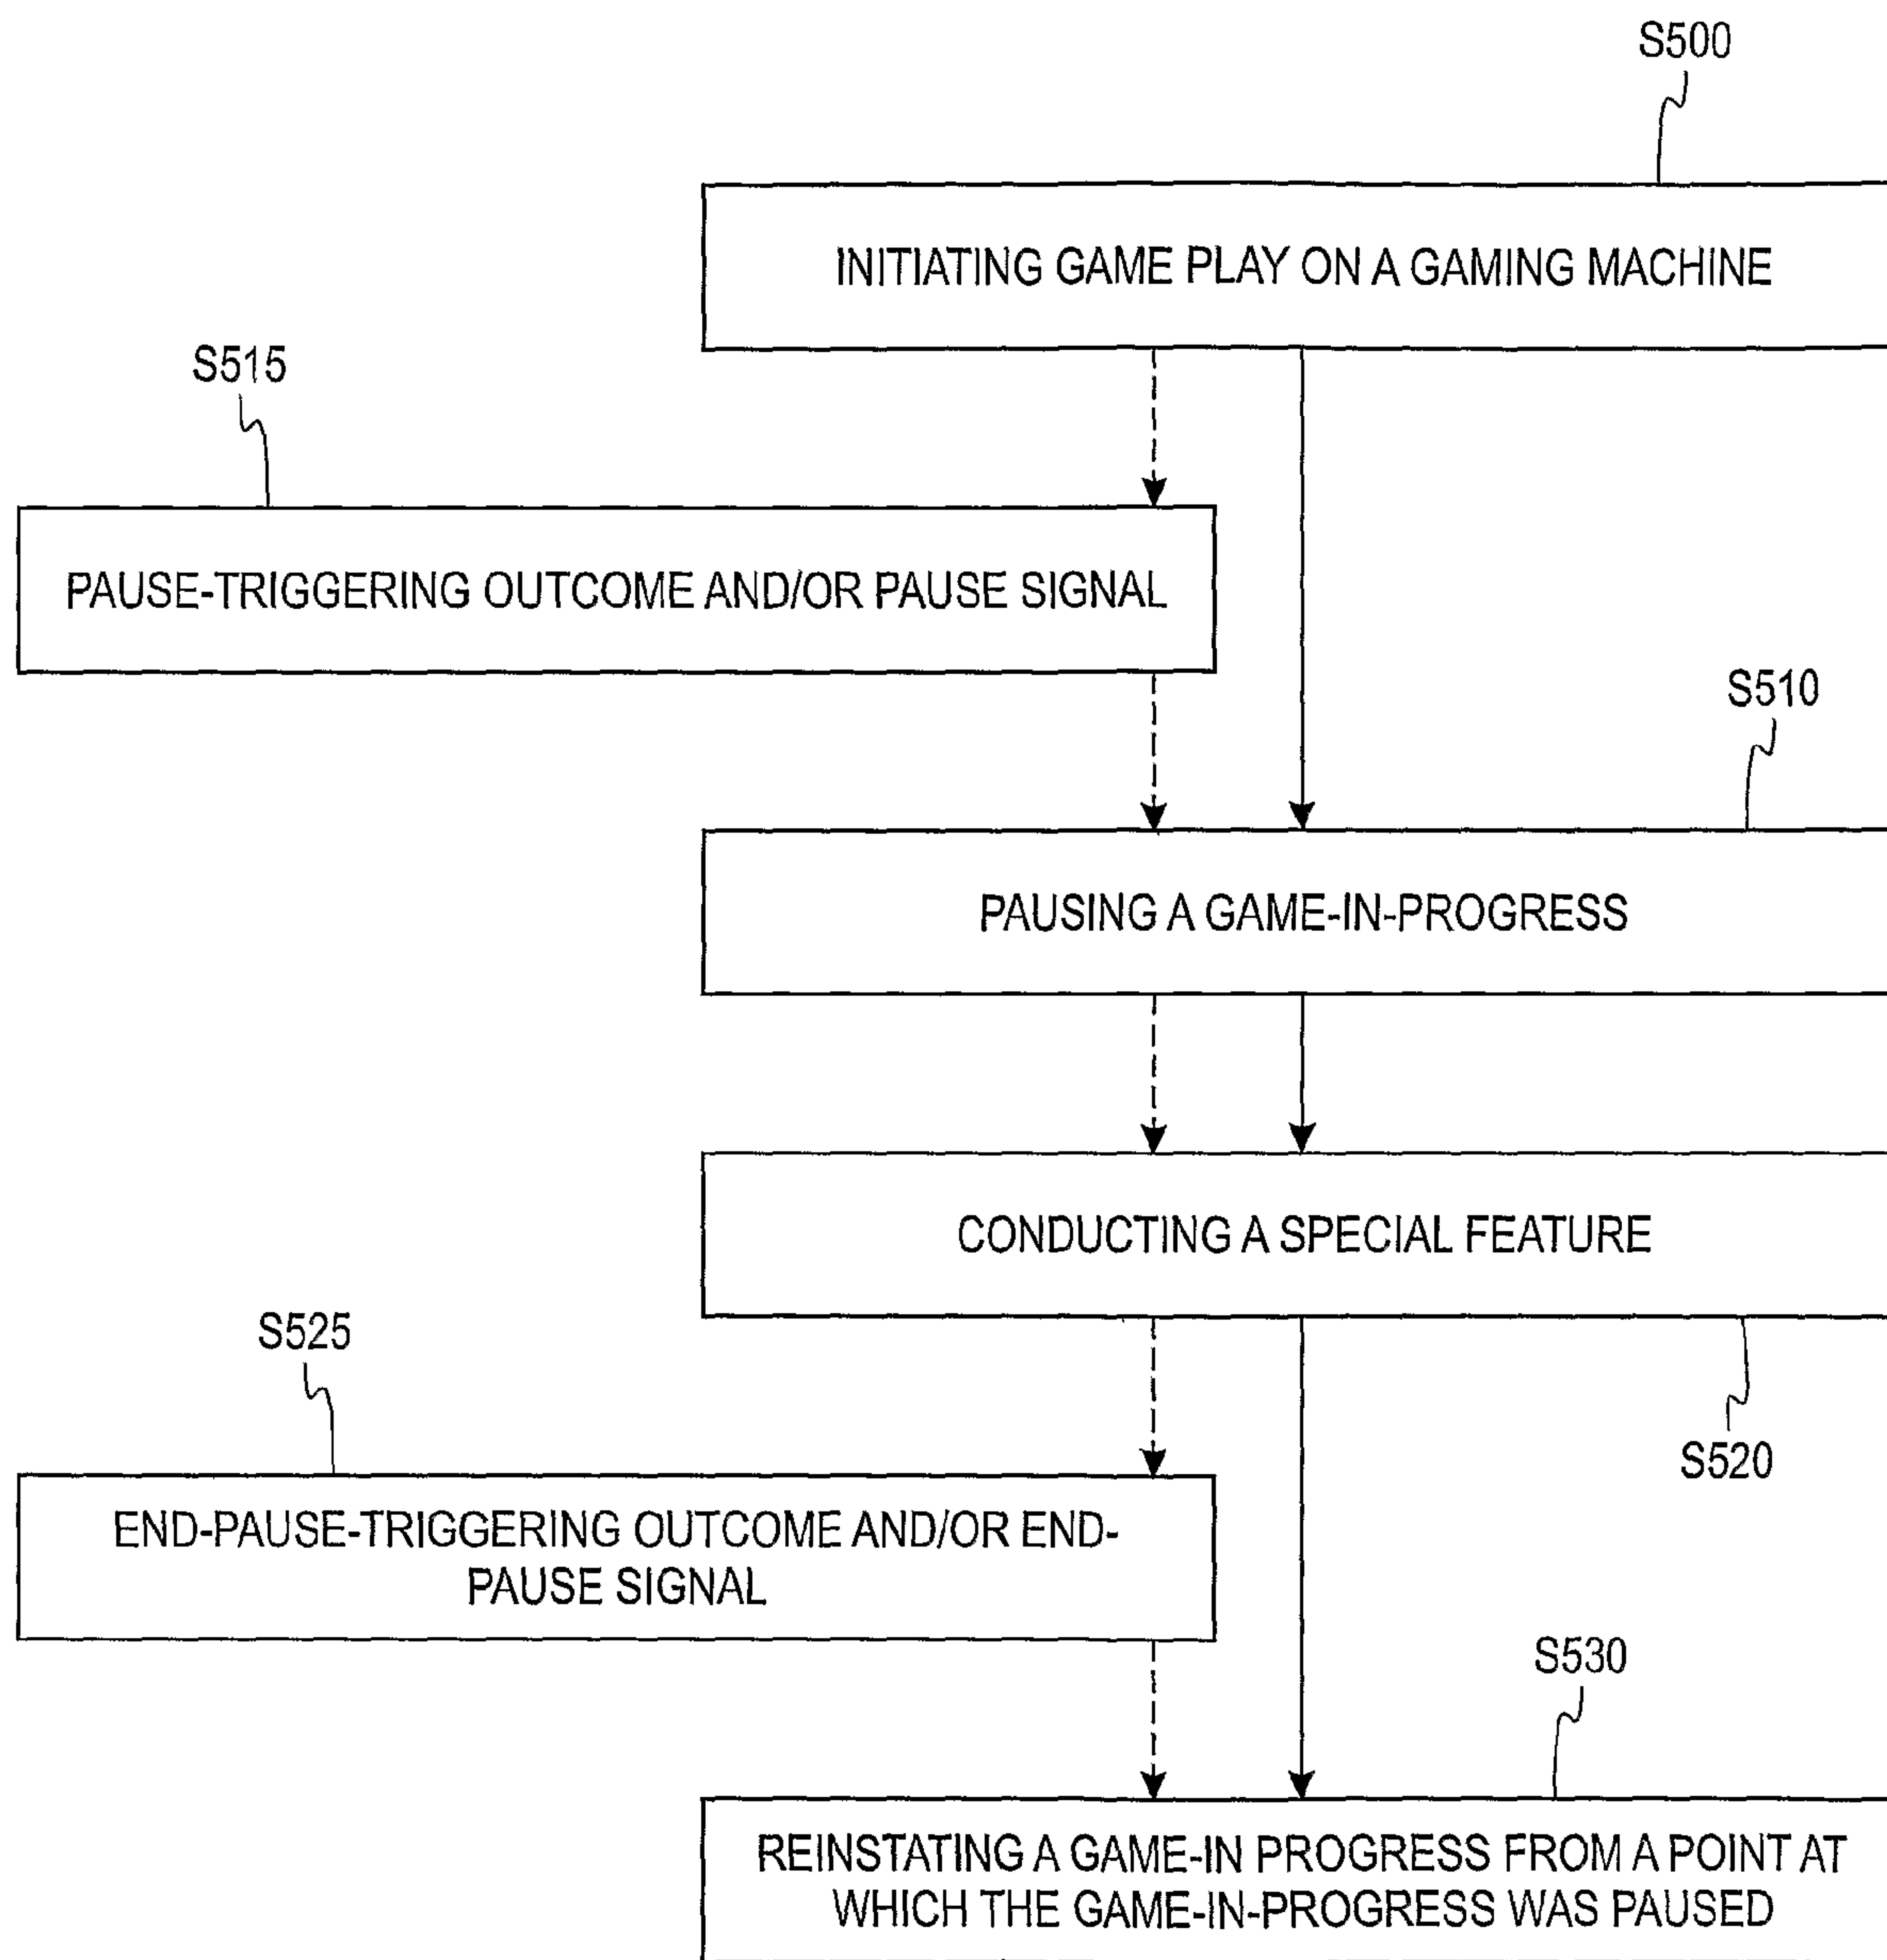 S500
INITIATING GAME PLAY ON A GAMING MACHINE
S515
PAUSE-TRIGGERING OUTCOME AND/OR PAUSE SIGNAL
S510
PAUSING A GAME-IN-PROGRESS
CONDUCTING A SPECIAL FEATURE
S525
S520
END-PAUSE-TRIGGERING OUTCOME AND/OR END-
PAUSE SIGNAL
S530
REINSTATING A GAME-IN PROGRESS FROM A POINT AT
WHICH THE GAME-IN-PROGRESS WAS PAUSED